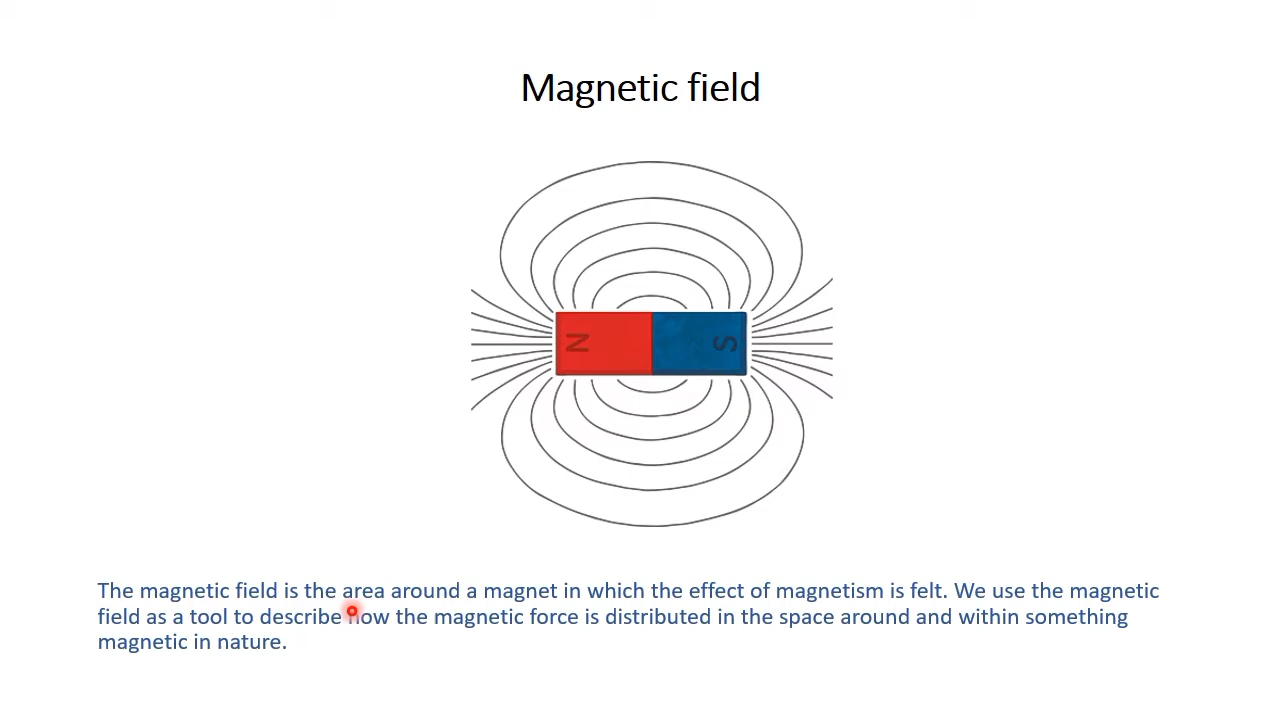 Magnetic field
N
S
The magnetic field is the area around a magnet in which the effect of magnetism is felt. We use the magnetic
field as a tool to describe how the magnetic force is distributed in the space around and within something
magnetic in nature.